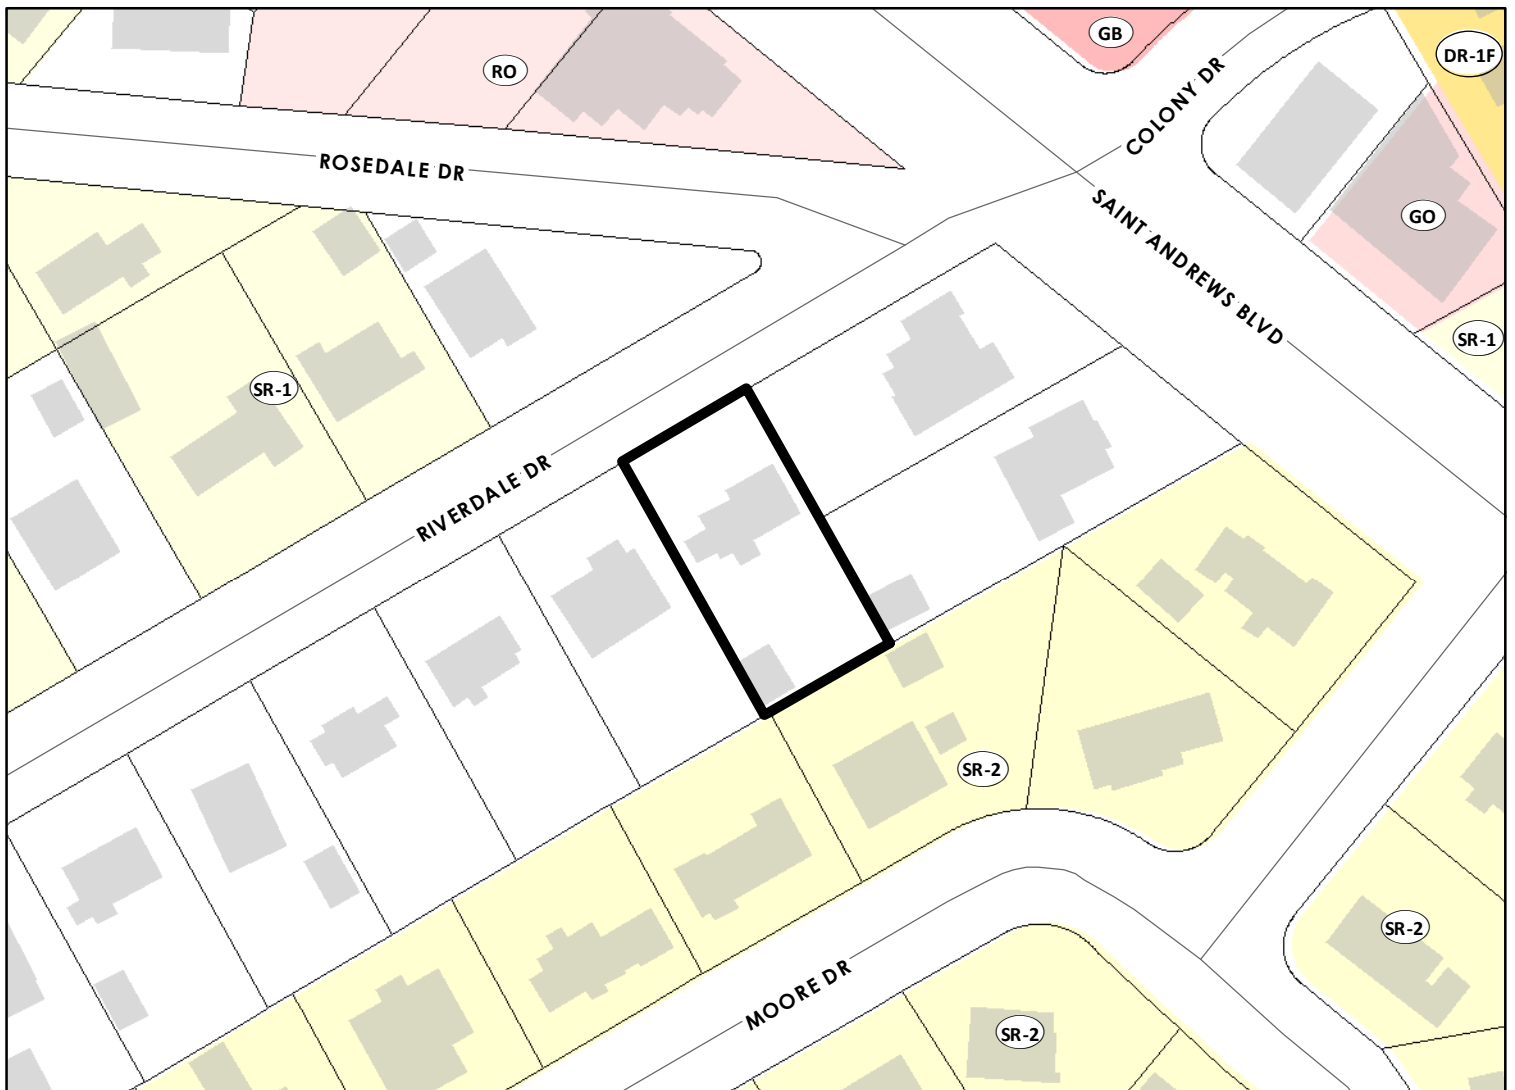 GB
DR-1F
RO
COLONY DR
ROSEDALE DR
SAINT ANDREWS BLVD
GO
SR-1
SR-1
RIVERDALE DR
SR-2
SR-2
MOORE DR
SR-2